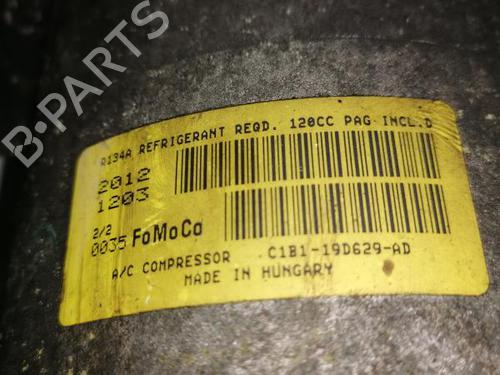 R134A REFRIGERANT REQD. 120CC PAG INCL.D
2012
1203
2/2
0035 FoMoCo
A/C COMPRESSOR C1B1-19D629-AD
MADE IN HUNGARY
B-PARTS